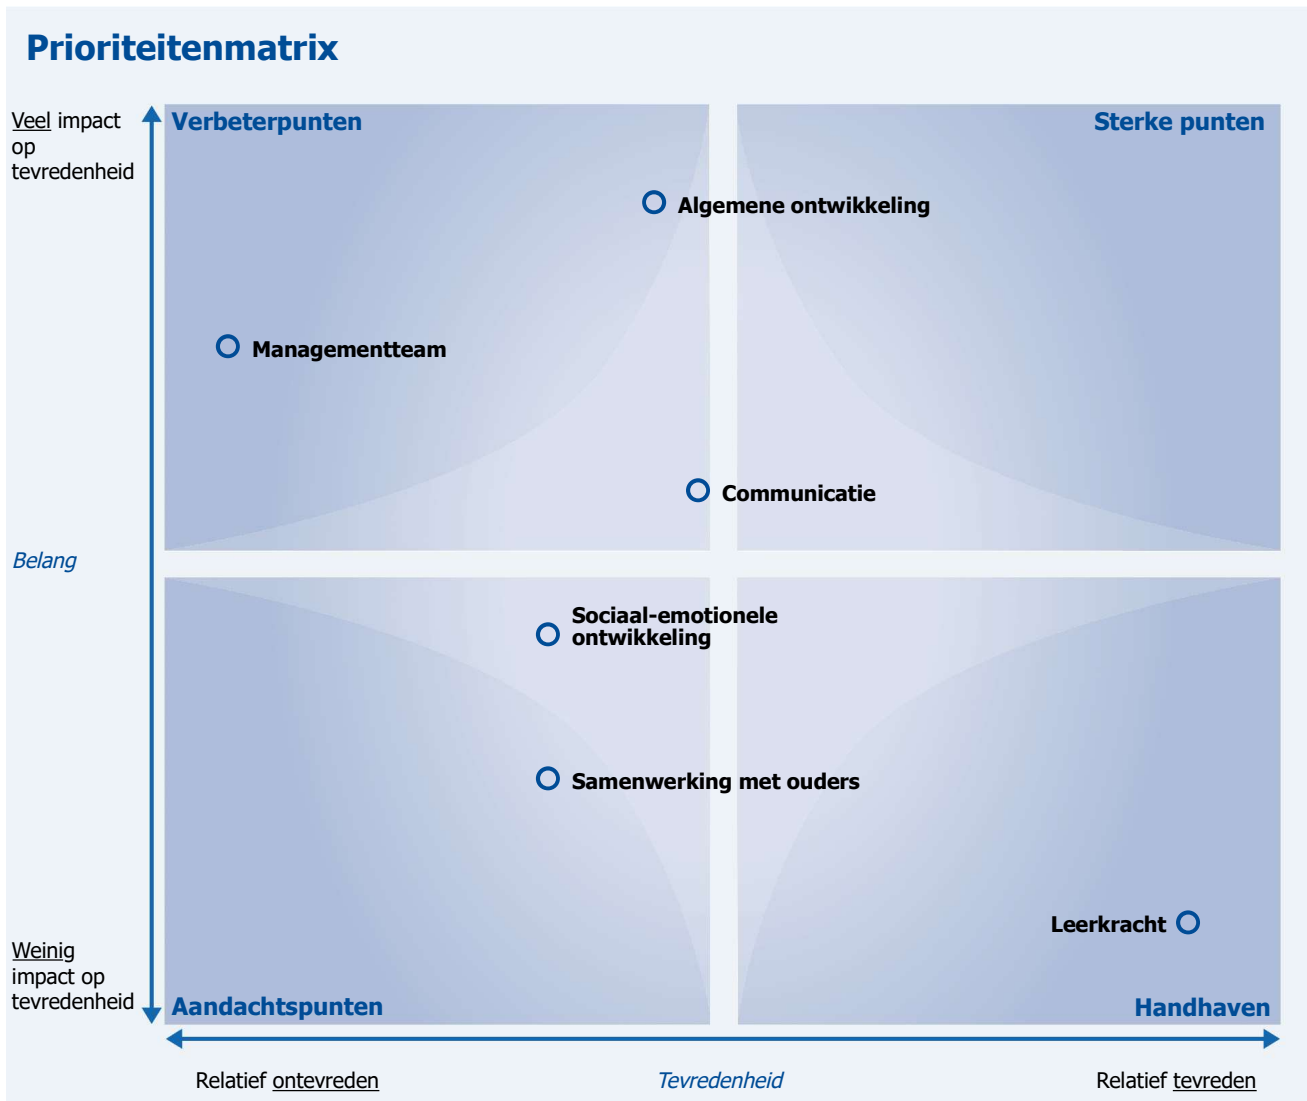 Prioriteitenmatrix
Veel impact
op
tevredenheid
Verbeterpunten
Sterke punten
Algemene ontwikkeling
Managementteam
Communicatie
Belang
Sociaal-emotionele
ontwikkeling
Samenwerking met ouders
Leerkracht
Weinig
impact op
tevredenheid
Aandachtspunten
Handhaven
Relatief ontevreden
Tevredenheid
Relatief tevreden